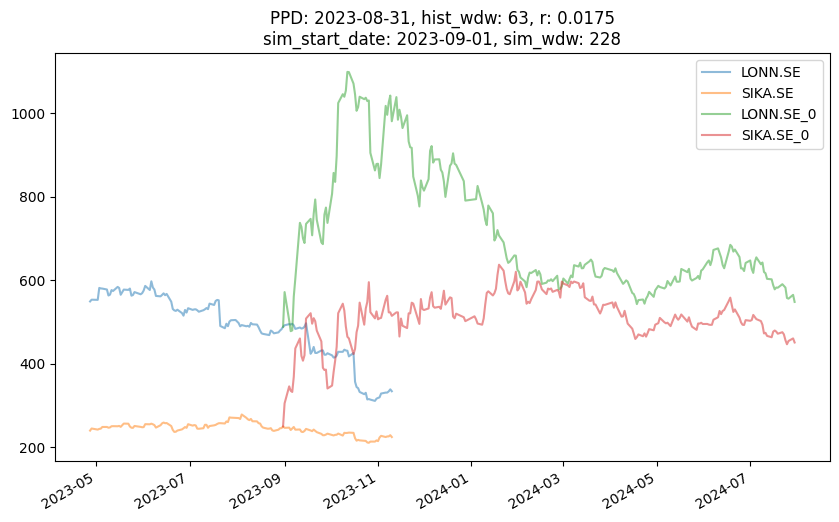 PPD: 2023-08-31, hist_wdw: 63, r: 0.0175
sim_start_date: 2023-09-01, sim_wdw: 228
LONN.SE
SIKA.SE
LONN.SE_0
SIKA.SE_0
1000
800
600
400
200
2023-05
2023-07
2023-09
2023-11
2024-01
2024-03
2024-05
2024-07